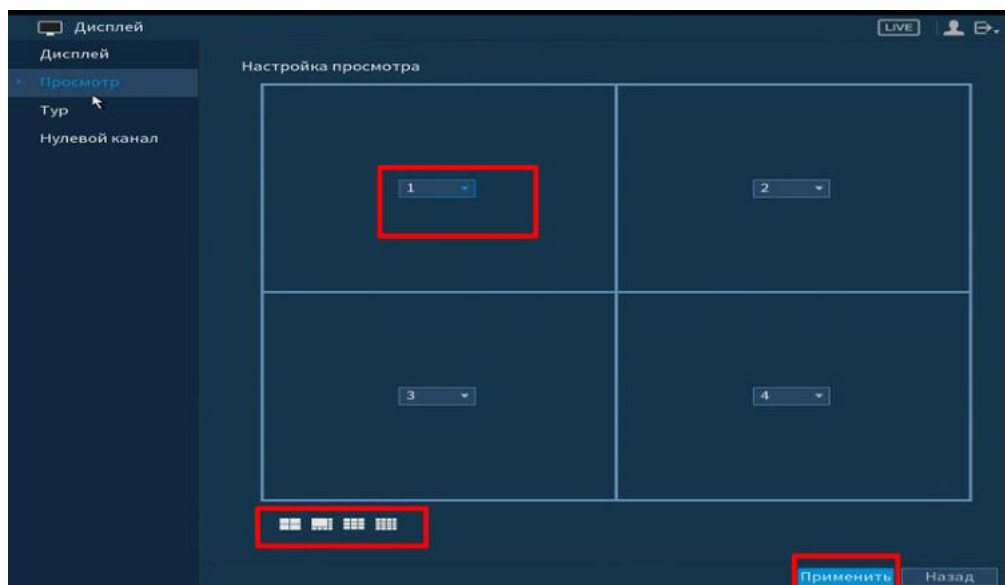 Дисплей
LIVE
Дисплей
Просмотр
Тур
Нулевой канал
Настройка просмотра
1
2
3
4
Применить
Назад